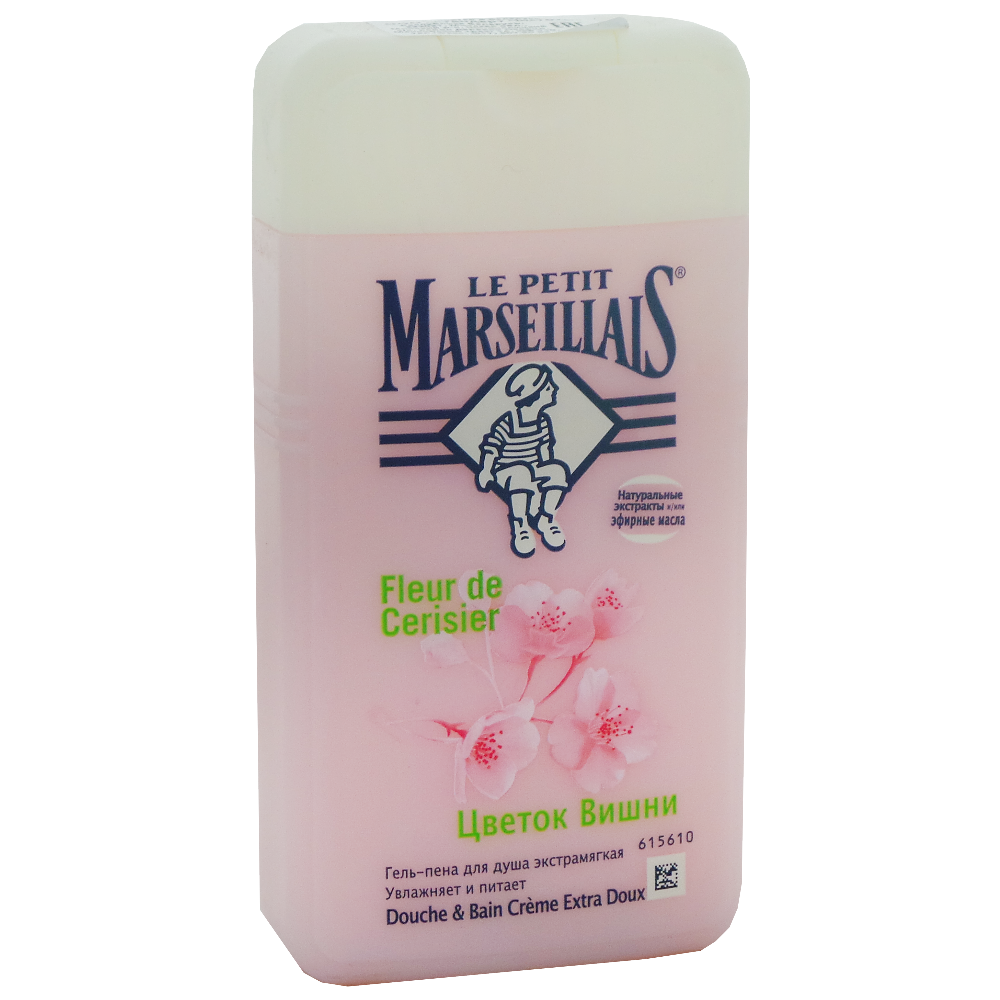 EAC
LE PETIT
MARSEILLAIS®
Натуральные
экстракты и/или
эфирные масла
Fleur de
Cerisier
Цветок Вишни
615610
Гель-пена для душа экстрамягкая
Увлажняет и питает
Douche & Bain Crème Extra Doux